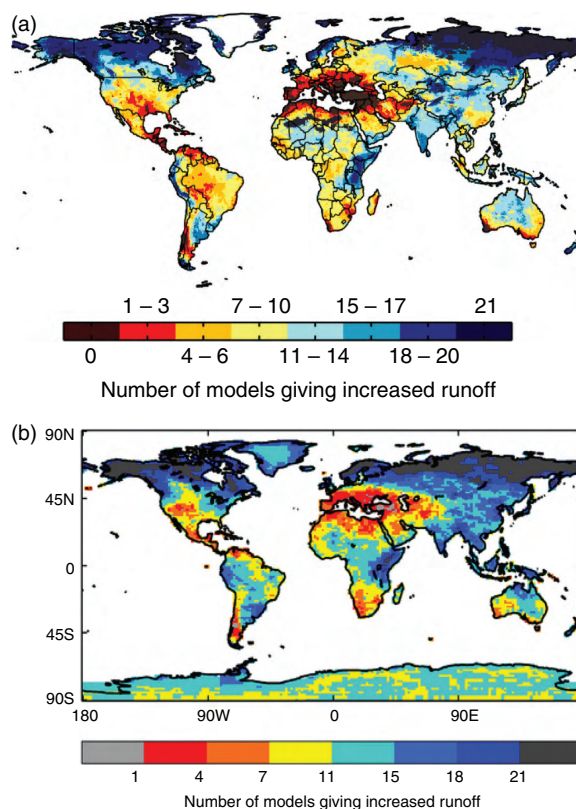 (a)
1 – 3 7 – 10 15 – 17 21
0 4 – 6 11 – 14 18 – 20
Number of models giving increased runoff
(b)
90N
45N
0
45S
90S
180 90W 0 90E
1 4 7 11 15 18 21
Number of models giving increased runoff